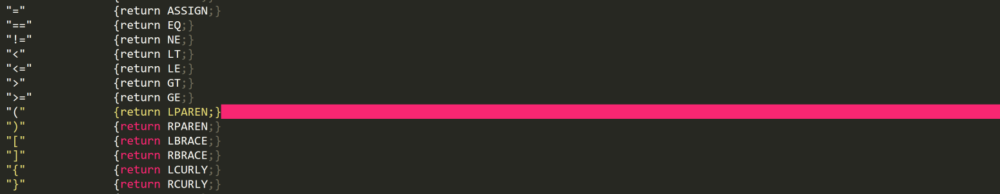 "=" {return ASSIGN;}
"==" {return EQ;}
"!=" {return NE;}
"<" {return LT;}
"<=" {return LE;}
">" {return GT;}
">=" {return GE;}
"(" {return LPAREN;}
")" {return RPAREN;}
"[" {return LBRACE;}
"]" {return RBRACE;}
"{" {return LCURLY;}
"}" {return RCURLY;}